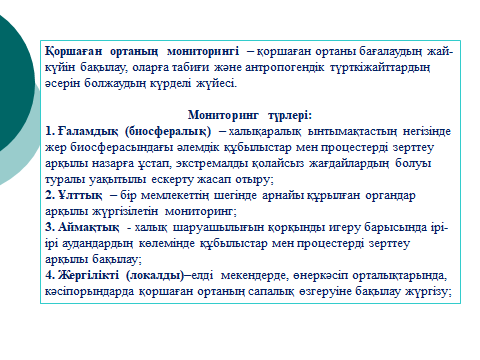 Қоршаған ортаның мониторингі – қоршаған ортаны бағалаудың жай-
күйін бақылау, оларға табиғи және антропогендік түрткіжайттардың
әсерін болжаудың күрделі жүйесі.
Мониторинг түрлері:
1. Ғаламдық (биосфералық) – халықаралық ынтымақтастың негізінде
жер биосферасындағы әлемдік құбылыстар мен процестерді зерттеу
арқылы назарға ұстап, экстремалды қолайсыз жағдайлардың болуы
туралы уақытылы ескерту жасап отыру;
2. Ұлттық – бір мемлекеттің шегінде арнайы құрылған органдар
арқылы жүргізілетін мониторинг;
3. Аймақтық - халық шаруашылығын қорқынды игеру барысында ірі-
ірі аудандардың көлемінде құбылыстар мен процестерді зерттеу
арқылы бақылау;
4. Жергілікті (локалды)–елді мекендерде, өнеркәсіп орталықтарында,
кәсіпорындарда қоршаған ортаның сапалық өзгеруіне бақылау жүргізу;